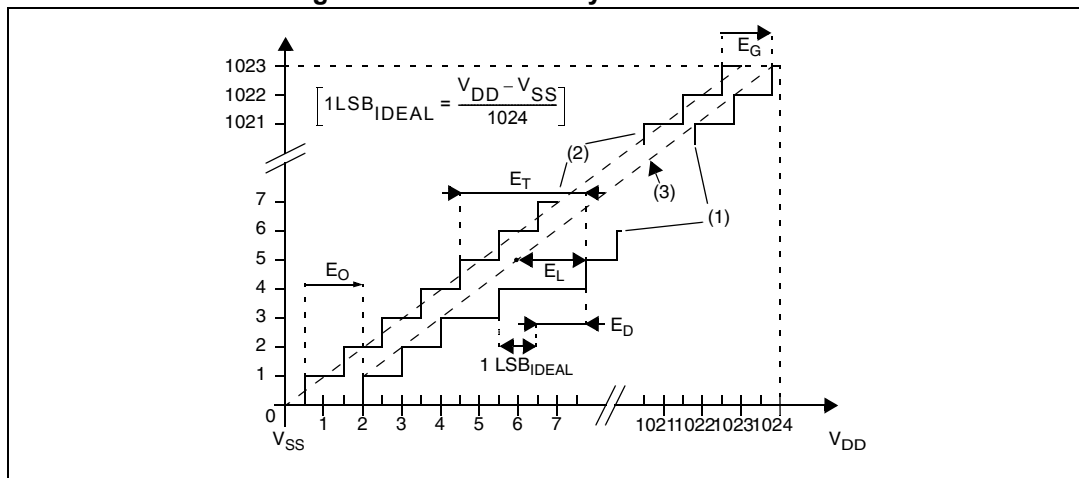 E_G
1023
1022
1021
[1LSB_IDEAL = V_DD – V_SS / 1024]
(2)
(3)
(1)
E_T
7
6
5
4
3
2
1
0
E_O
E_L
E_D
1 LSB_IDEAL
1 2 3 4 5 6 7 1021 1022 1023 1024
V_SS
V_DD